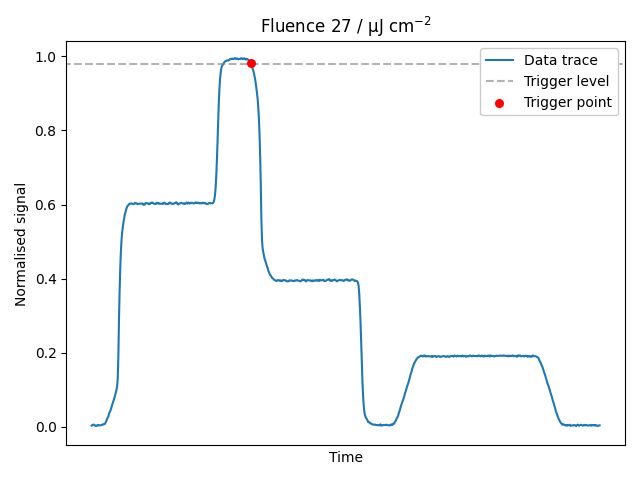 Fluence 27 / μJ cm⁻²
Normalised signal
1.0
0.8
0.6
0.4
0.2
0.0
Data trace
Trigger level
Trigger point
Time